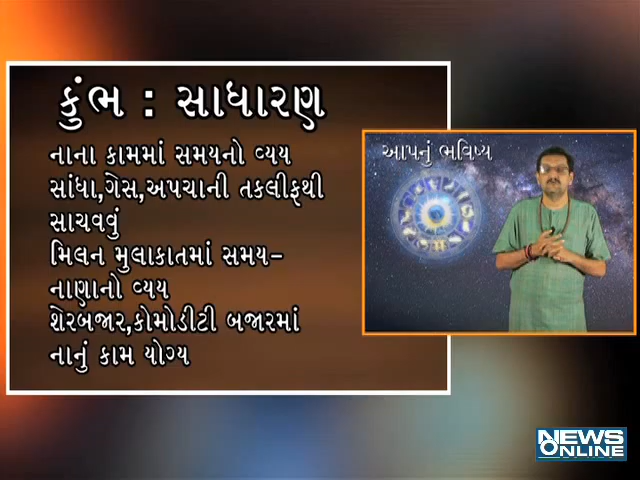 કુંભ : સાધારણ
નાના કામમાં સમયનો વ્યય
સાંધા,ગેસ,અપચાની તકલીફથી
સાચવવું
મિલન મુલાકાતમાં સમય-
નાણાનો વ્યય
શેરબજાર,કોમોડીટી બજારમાં
નાનું કામ યોગ્ય
આપનું ભવિષ્ય
NEWS
ONLINE